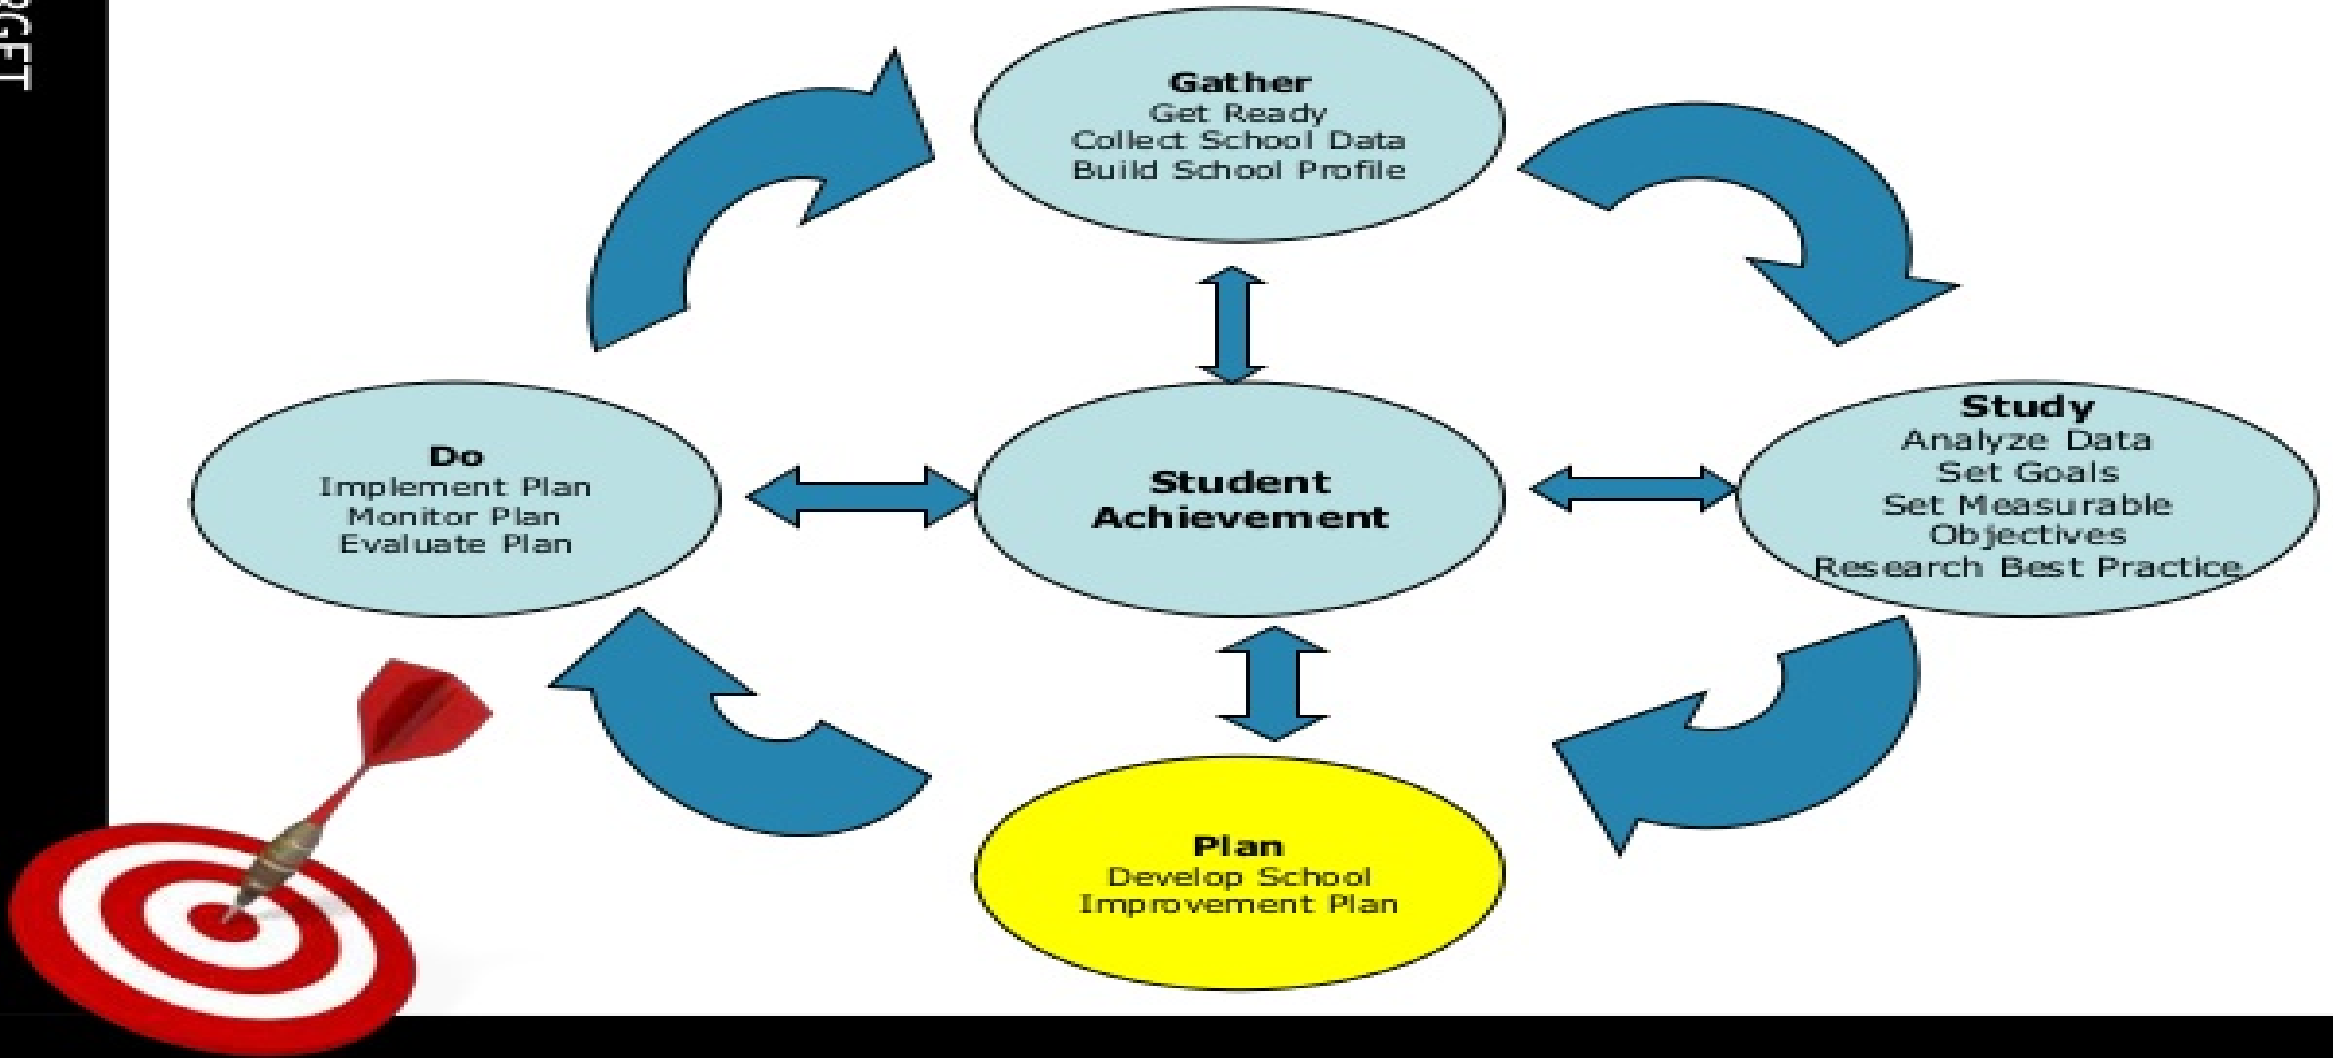 Gather
Get Ready
Collect School Data
Build School Profile
Do
Implement Plan
Monitor Plan
Evaluate Plan
Student
Achievement
Study
Analyze Data
Set Goals
Set Measurable
Objectives
Research Best Practice
Plan
Develop School
Improvement Plan